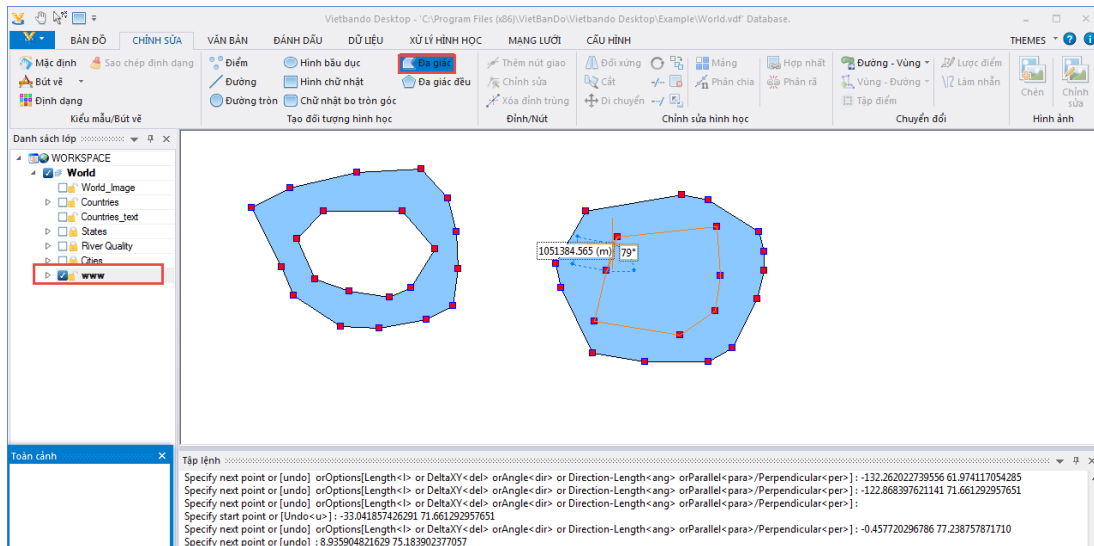 Vietbando Desktop - 'C:\Program Files (x86)\VietBanDo\Vietbando Desktop\Example\World.vdf' Database.
BẢN ĐỒ CHỈNH SỬA VĂN BẢN ĐÁNH DẤU DỮ LIỆU XỬ LÝ HÌNH HỌC MẠNG LƯỚI CẤU HÌNH THEMES
Mặc định Sao chép định dạng Điểm Hình bầu dục Đa giác Thêm nút giao Đối xứng Mảng Hợp nhất Đường - Vùng Lược điểm
Bút vẽ Đường Hình chữ nhật Đa giác đều Chỉnh sửa Cắt Phân chia Phân rã Vùng - Đường Làm nhẵn Chèn Chỉnh sửa
Định dạng Đường tròn Chữ nhật bo tròn góc Xóa đỉnh trùng Di chuyển Tập điểm
Kiểu mẫu/Bút vẽ Tạo đối tượng hình học Đỉnh/Nút Chỉnh sửa hình học Chuyển đổi Hình ảnh
Danh sách lớp
WORKSPACE
World
World_Image
Countries
Countries_text
States
River Quality
Cities
www
1051384.565 (m) 79°
Toàn cảnh
Tập lệnh
Specify next point or [undo] orOptions[Length<l> or DeltaXY<del> orAngle<dir> or Direction-Length<ang> orParallel<para>/Perpendicular<per>] : -132.262022739556 61.974117054285
Specify next point or [undo] orOptions[Length<l> or DeltaXY<del> orAngle<dir> or Direction-Length<ang> orParallel<para>/Perpendicular<per>] : -122.868397621141 71.661292957651
Specify next point or [undo] orOptions[Length<l> or DeltaXY<del> orAngle<dir> or Direction-Length<ang> orParallel<para>/Perpendicular<per>] :
Specify start point or [Undo<u>] : -33.041857426291 71.661292957651
Specify next point or [undo] orOptions[Length<l> or DeltaXY<del> orAngle<dir> or Direction-Length<ang> orParallel<para>/Perpendicular<per>] : -0.457720296786 77.238757871710
Specify next point or [undo] : 8.935904821629 75.183902377057